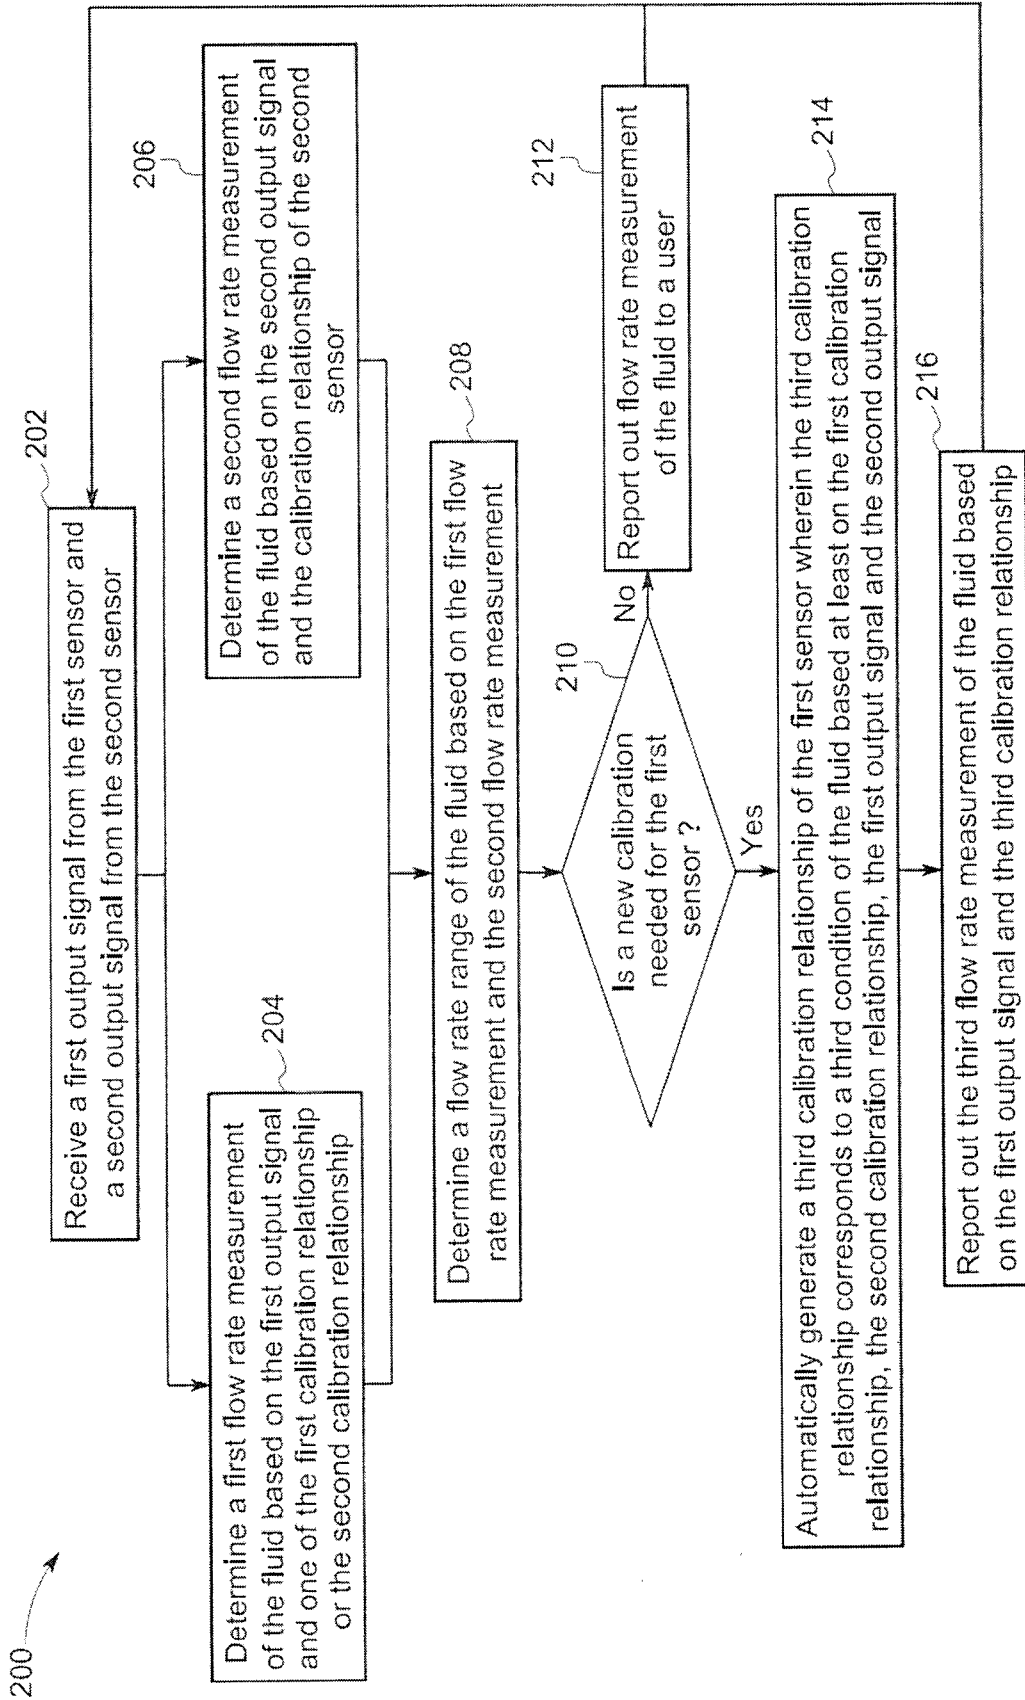 200
202
Receive a first output signal from the first sensor and
a second output signal from the second sensor
204
Determine a first flow rate measurement
of the fluid based on the first output signal
and one of the first calibration relationship
or the second calibration relationship
206
Determine a second flow rate measurement
of the fluid based on the second output signal
and the calibration relationship of the second
sensor
208
Determine a flow rate range of the fluid based on the first flow
rate measurement and the second flow rate measurement
210
Is a new calibration
needed for the first
sensor ?
No
212
Report out flow rate measurement
of the fluid to a user
Yes
214
Automatically generate a third calibration relationship of the first sensor wherein the third calibration
relationship corresponds to a third condition of the fluid based at least on the first calibration
relationship, the second calibration relationship, the first output signal and the second output signal
216
Report out the third flow rate measurement of the fluid based
on the first output signal and the third calibration relationship